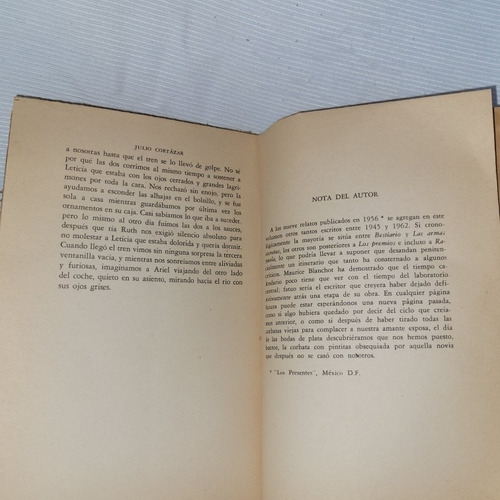 JULIO CORTÁZAR
a nosotras hasta que el tren se lo llevó de golpe. No sé
por qué las dos corrimos al mismo tiempo a sostener a
Leticia que estaba con los ojos cerrados y grandes lagri-
mones por toda la cara. Nos rechazó sin enojo, pero la
ayudamos a esconder las alhajas en el bolsillo, y se fue
sola a casa mientras guardábamos por última vez los
ornamentos en su caja. Casi sabíamos lo que iba a suceder,
pero lo mismo al otro día fuimos las dos a los sauces,
después que tía Ruth nos exigió silencio absoluto para
no molestar a Leticia que estaba dolorida y quería dormir.
Cuando llegó el tren vimos sin ninguna sorpresa la tercera
ventanilla vacía, y mientras nos sonreíamos entre aliviadas
y furiosas, imaginamos a Ariel viajando del otro lado
del coche, quieto en su asiento, mirando hacia el río con
sus ojos grises.
NOTA DEL AUTOR
A los nueve relatos publicados en 1956 * se agregan en este
volumen otros tantos escritos entre 1945 y 1962. Si crono-
lógicamente la mayoría se sitúa entre Bestiario y Las armas
secretas, los otros son posteriores a Los premios e incluso a Ra-
yuela, lo que podría llevar a suponer que desandan peniten-
cialmente un itinerario que tanto ha consternado a algunos
críticos. Maurice Blanchot ha demostrado que el tiempo ca-
lendario poco tiene que ver con el tiempo del laboratorio
central; fatuo sería el escritor que creyera haber dejado defi-
nitivamente atrás una etapa de su obra. En cualquier página
futura puede estar esperándonos una nueva página pasada,
como si algo hubiera quedado por decir del ciclo que creía-
mos anterior, o como si después de haber tirado todas las
corbatas viejas para complacer a nuestra amante esposa, el día
de las bodas de plata descubriéramos que nos hemos puesto,
horror, la corbata con pintitas obsequiada por aquella novia
que después no se casó con nosotros.
* "Los Presentes", México D.F.